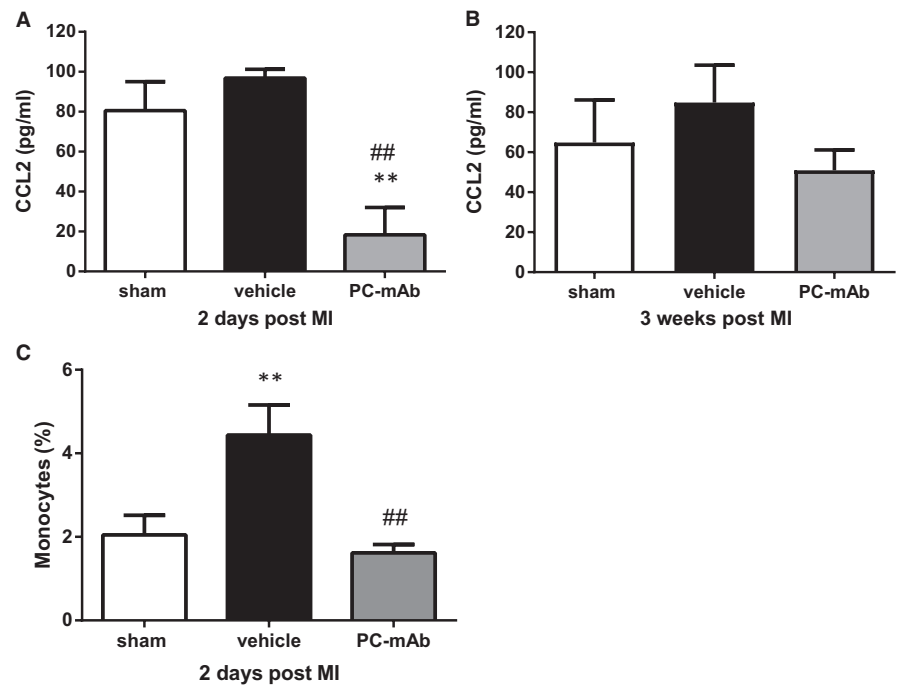 A
120
100
80
60
40
20
0
CCL2 (pg/ml)
##
**
sham vehicle PC-mAb
2 days post MI
B
120
100
80
60
40
20
0
CCL2 (pg/ml)
sham vehicle PC-mAb
3 weeks post MI
C
6
4
2
0
Monocytes (%)
**
##
sham vehicle PC-mAb
2 days post MI